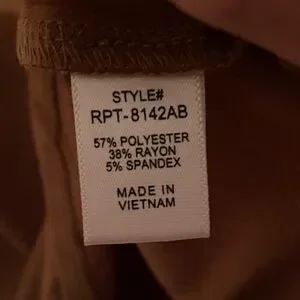 STYLE#
RPT-8142AB
57% POLYESTER
38% RAYON
5% SPANDEX
MADE IN
VIETNAM